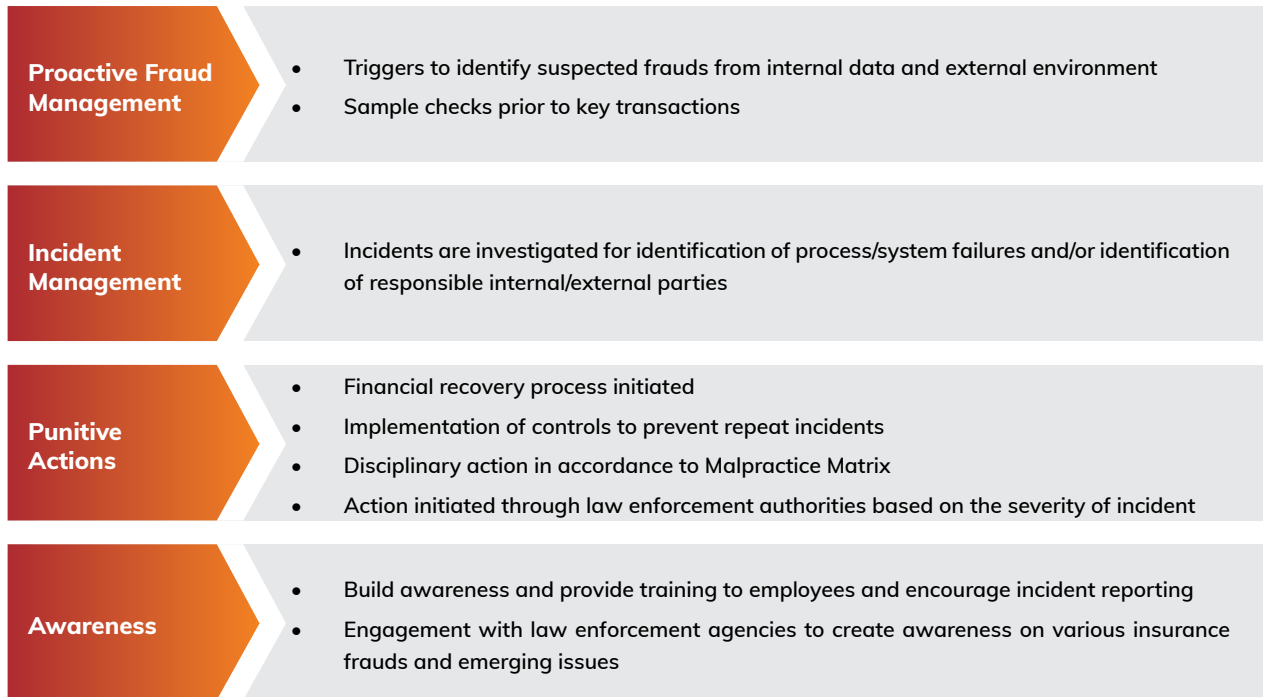 Proactive Fraud
Management
• Triggers to identify suspected frauds from internal data and external environment
• Sample checks prior to key transactions
Incident
Management
• Incidents are investigated for identification of process/system failures and/or identification
of responsible internal/external parties
Punitive
Actions
• Financial recovery process initiated
• Implementation of controls to prevent repeat incidents
• Disciplinary action in accordance to Malpractice Matrix
• Action initiated through law enforcement authorities based on the severity of incident
Awareness
• Build awareness and provide training to employees and encourage incident reporting
• Engagement with law enforcement agencies to create awareness on various insurance
frauds and emerging issues